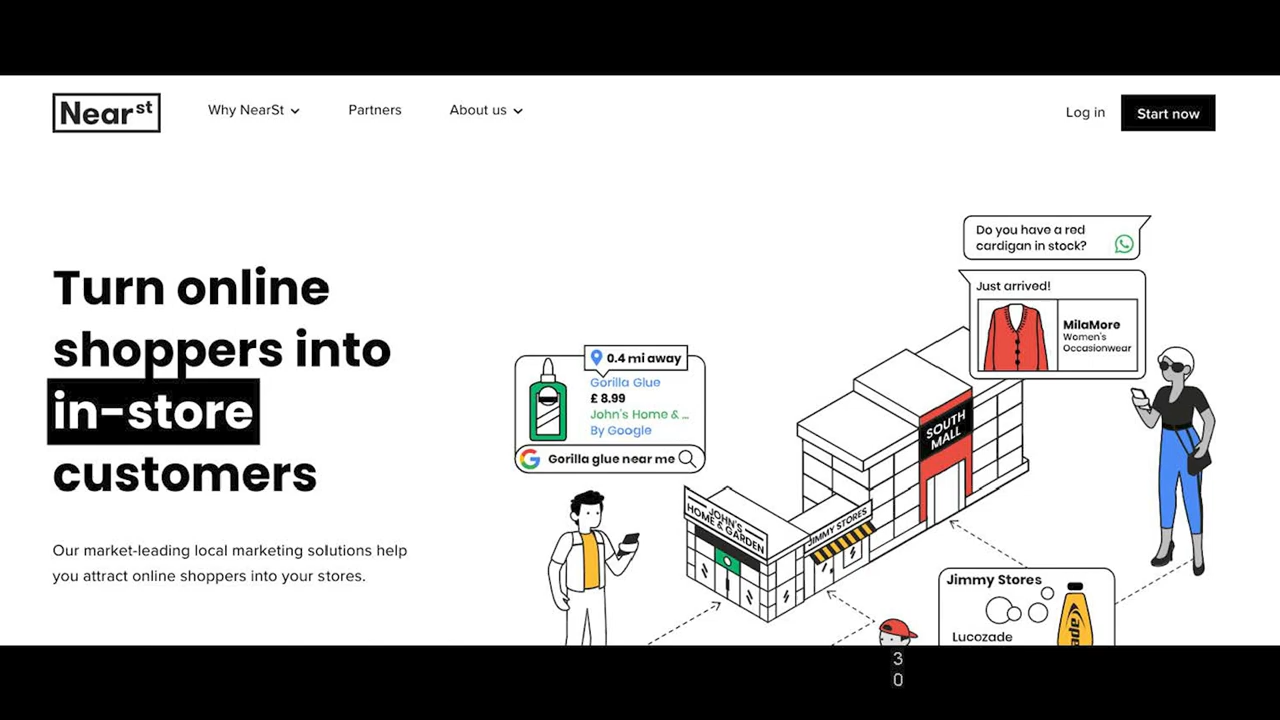 Near st
Why NearSt
Partners
About us
Log in
Start now
Turn online
shoppers into
in-store
customers
Our market-leading local marketing solutions help
you attract online shoppers into your stores.
Do you have a red
cardigan in stock?
Just arrived!
MilaMore
Women's
Occasionwear
0.4 mi away
Gorilla Glue
£ 8.99
John's Home & ...
By Google
Gorilla glue near me
SOUTH
MALL
JOHN'S
HOME & GARDEN
JIMMY STORES
Jimmy Stores
Lucozade
3
0